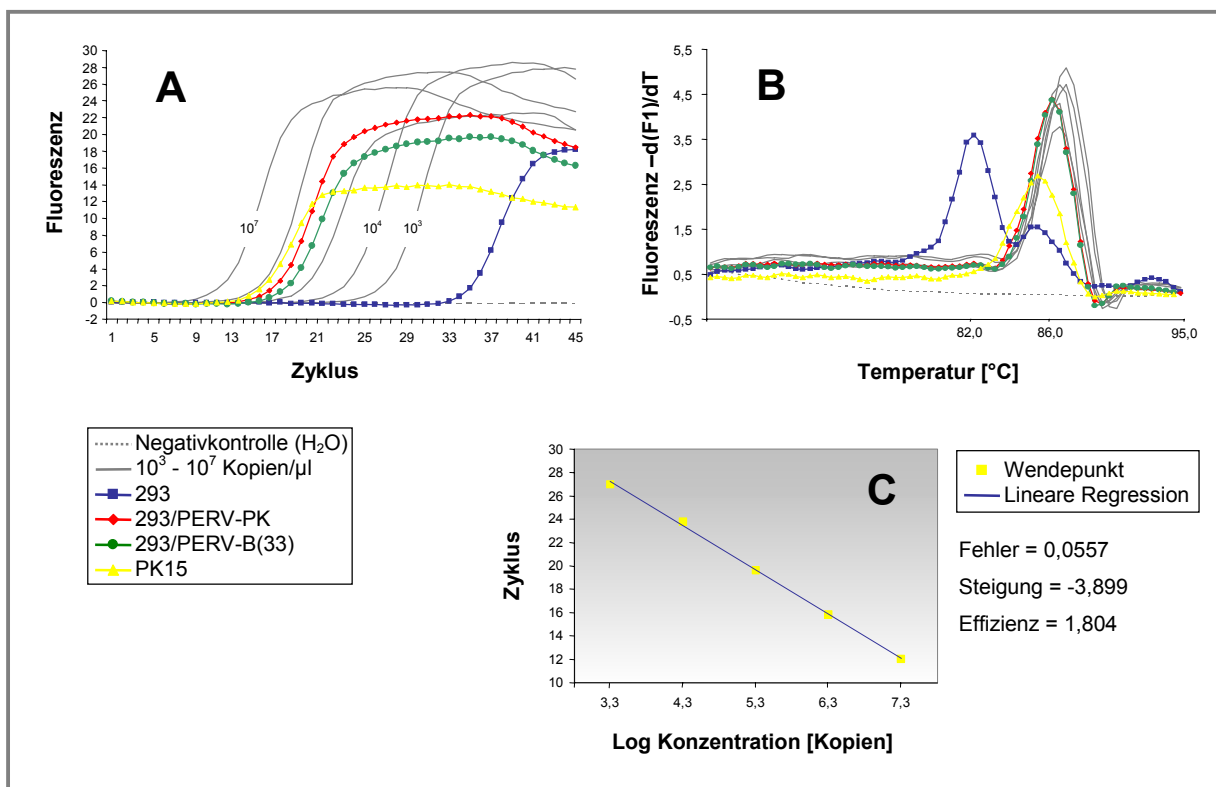 A
Fluoreszenz
30
28
26
24
22
20
18
16
14
12
10
8
6
4
2
0
-2
10⁷
10⁴
10³
1 5 9 13 17 21 25 29 33 37 41 45
Zyklus
B
Fluoreszenz –d(F1)/dT
5,5
4,5
3,5
2,5
1,5
0,5
-0,5
82,0 86,0 95,0
Temperatur [°C]
Negativkontrolle (H₂O)
10³ - 10⁷ Kopien/µl
293
293/PERV-PK
293/PERV-B(33)
PK15
C
Zyklus
30
28
26
24
22
20
18
16
14
12
10
3,3 4,3 5,3 6,3 7,3
Log Konzentration [Kopien]
Wendepunkt
Lineare Regression
Fehler = 0,0557
Steigung = -3,899
Effizienz = 1,804